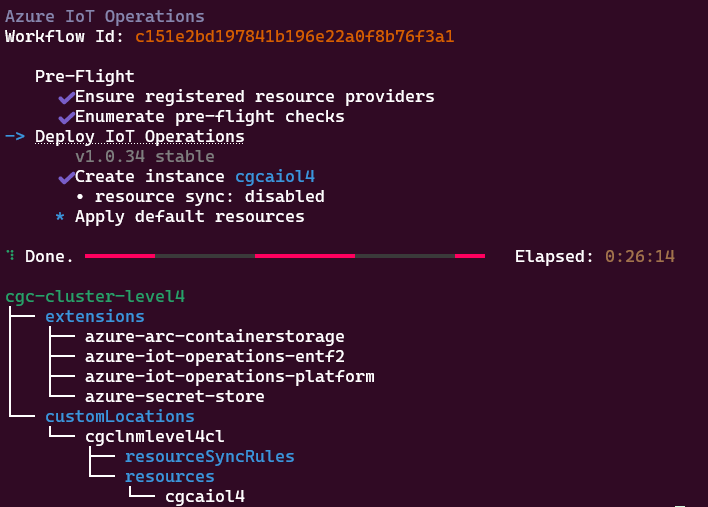 Azure IoT Operations
Workflow Id: c151e2bd197841b196e22a0f8b76f3a1
Pre-Flight
✔Ensure registered resource providers
✔Enumerate pre-flight checks
-> Deploy IoT Operations
v1.0.34 stable
✔Create instance cgcaiol4
• resource sync: disabled
* Apply default resources
Done. Elapsed: 0:26:14
cgc-cluster-level4
├── extensions
│   ├── azure-arc-containerstorage
│   ├── azure-iot-operations-entf2
│   ├── azure-iot-operations-platform
│   └── azure-secret-store
└── customLocations
    └── cgclnmlevel4cl
        ├── resourceSyncRules
        └── resources
            └── cgcaiol4